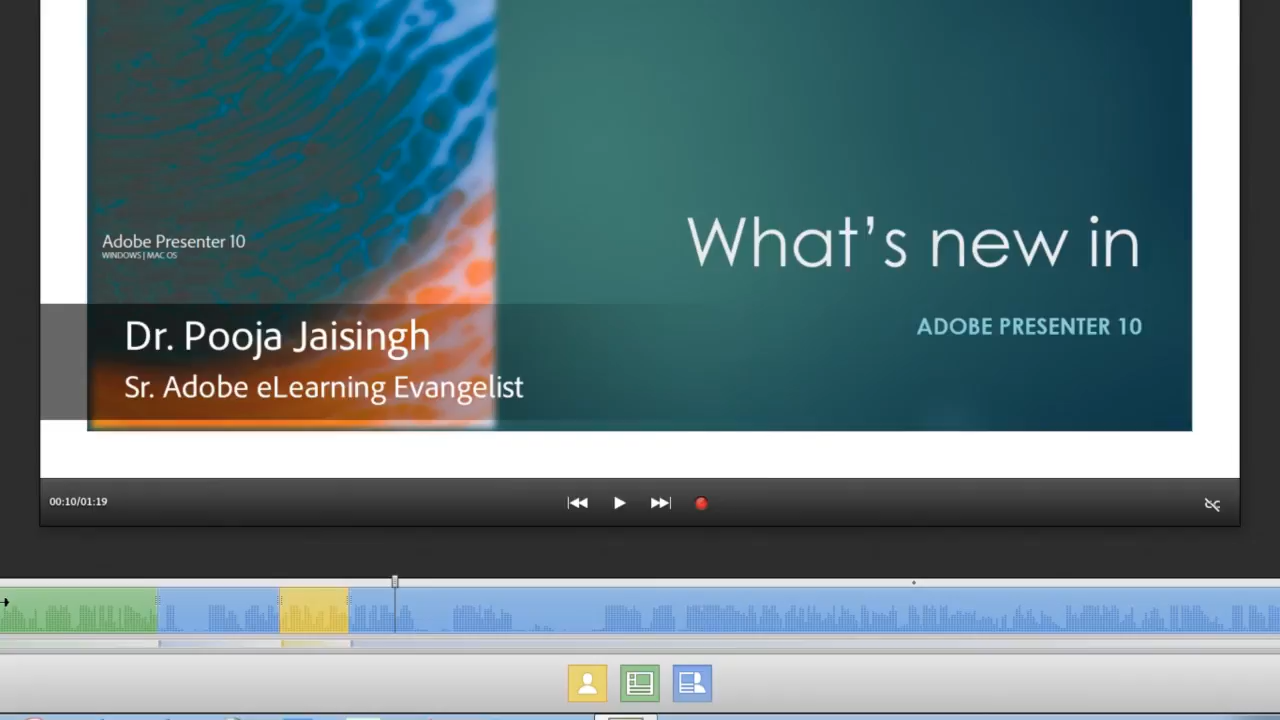 What's new in
Adobe Presenter 10
WINDOWS | MAC OS
ADOBE PRESENTER 10
Dr. Pooja Jaisingh
Sr. Adobe eLearning Evangelist
00:10/01:19